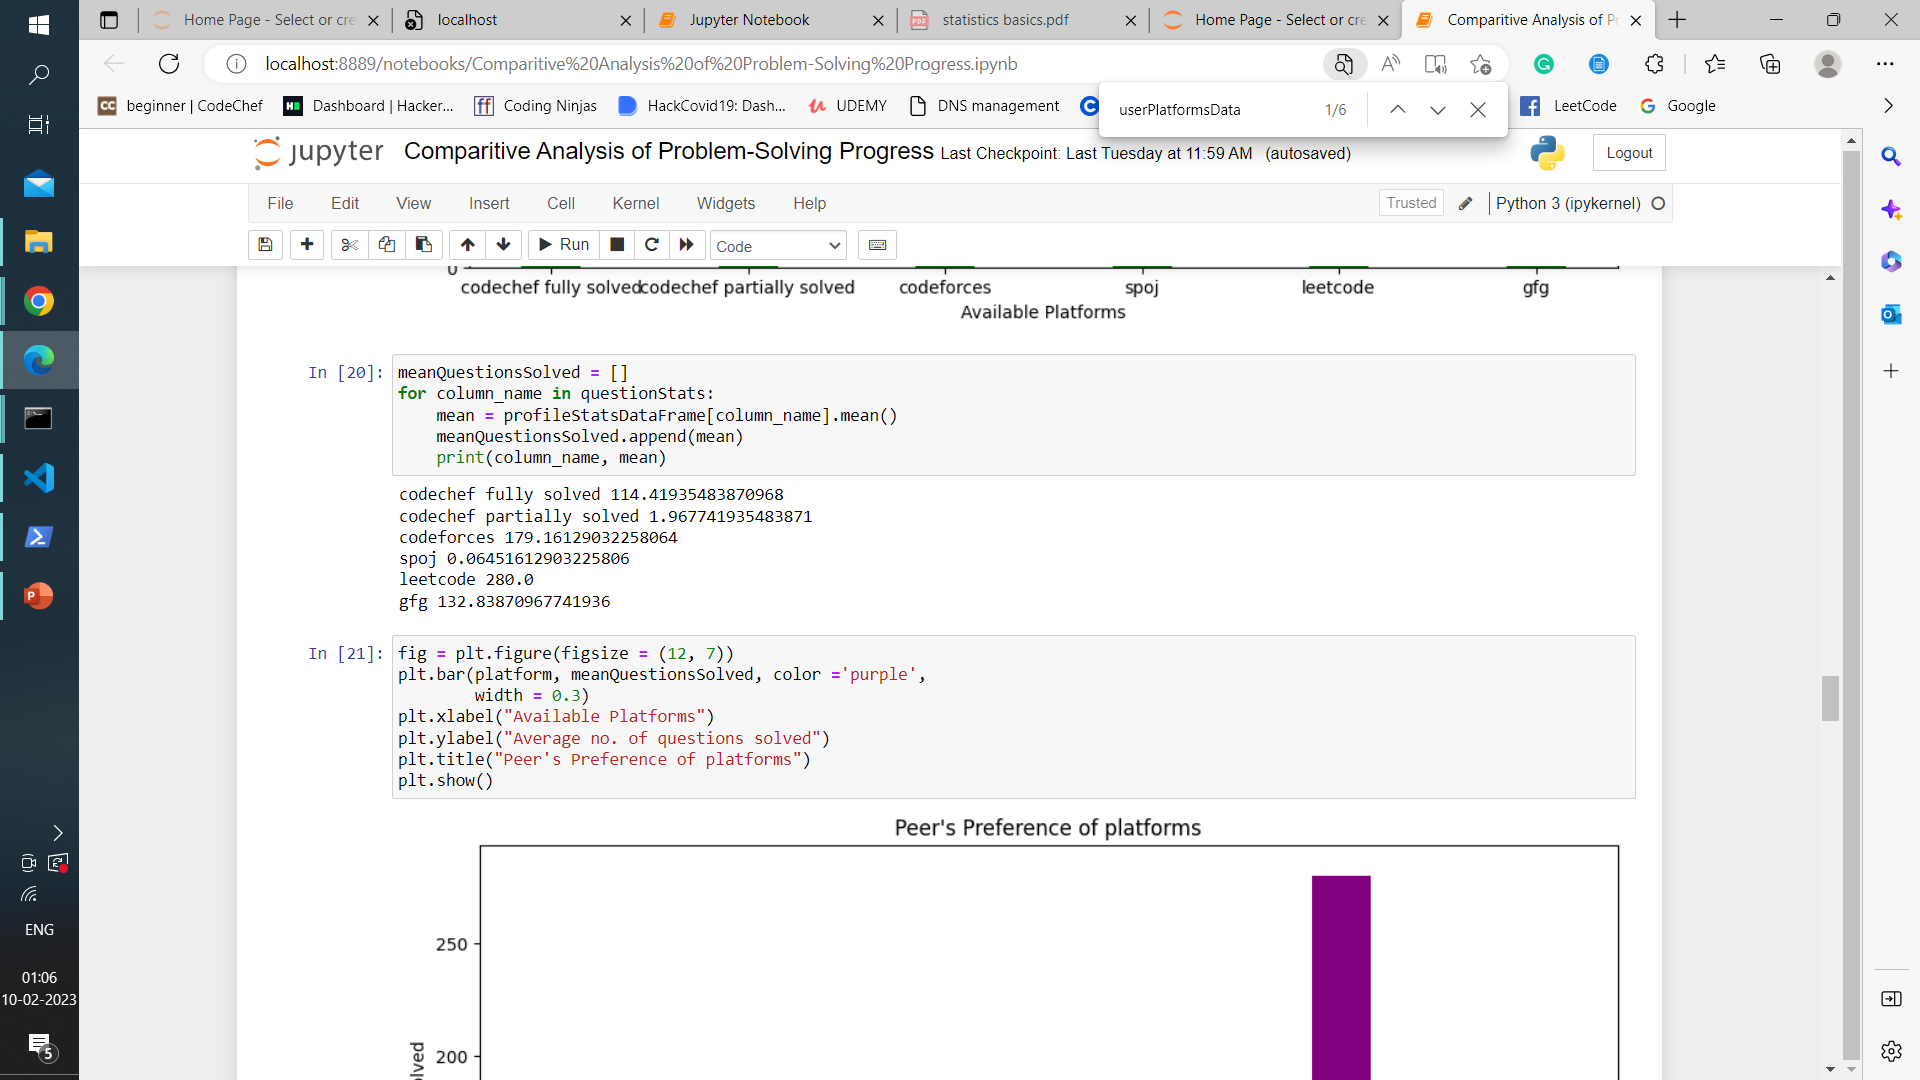 Home Page - Select or cre
localhost
Jupyter Notebook
statistics basics.pdf
Home Page - Select or cre
Comparitive Analysis of Pr
localhost:8889/notebooks/Comparitive%20Analysis%20of%20Problem-Solving%20Progress.ipynb
beginner | CodeChef
Dashboard | Hacker...
Coding Ninjas
HackCovid19: Dash...
UDEMY
DNS management
LeetCode
Google
userPlatformsData 1/6
jupyter Comparitive Analysis of Problem-Solving Progress Last Checkpoint: Last Tuesday at 11:59 AM (autosaved)
Logout
File Edit View Insert Cell Kernel Widgets Help
Trusted
Python 3 (ipykernel)
Run
Code
0
codechef fully solved codechef partially solved codeforces spoj leetcode gfg
Available Platforms
In [20]:
meanQuestionsSolved = []
for column_name in questionStats:
    mean = profileStatsDataFrame[column_name].mean()
    meanQuestionsSolved.append(mean)
    print(column_name, mean)
codechef fully solved 114.41935483870968
codechef partially solved 1.967741935483871
codeforces 179.16129032258064
spoj 0.06451612903225806
leetcode 280.0
gfg 132.83870967741936
In [21]:
fig = plt.figure(figsize = (12, 7))
plt.bar(platform, meanQuestionsSolved, color ='purple',
        width = 0.3)
plt.xlabel("Available Platforms")
plt.ylabel("Average no. of questions solved")
plt.title("Peer's Preference of platforms")
plt.show()
Peer's Preference of platforms
250
200
ENG
01:06
10-02-2023
5